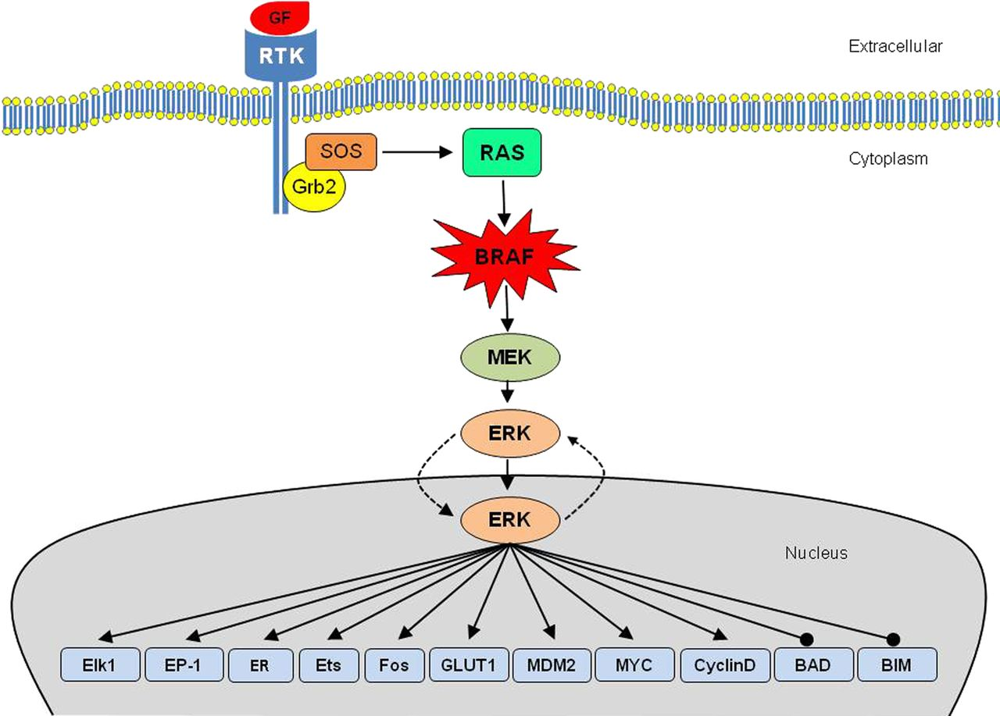 GF
RTK
Extracellular
SOS
RAS
Cytoplasm
Grb2
BRAF
MEK
ERK
ERK
Nucleus
Elk1
EP-1
ER
Ets
Fos
GLUT1
MDM2
MYC
CyclinD
BAD
BIM